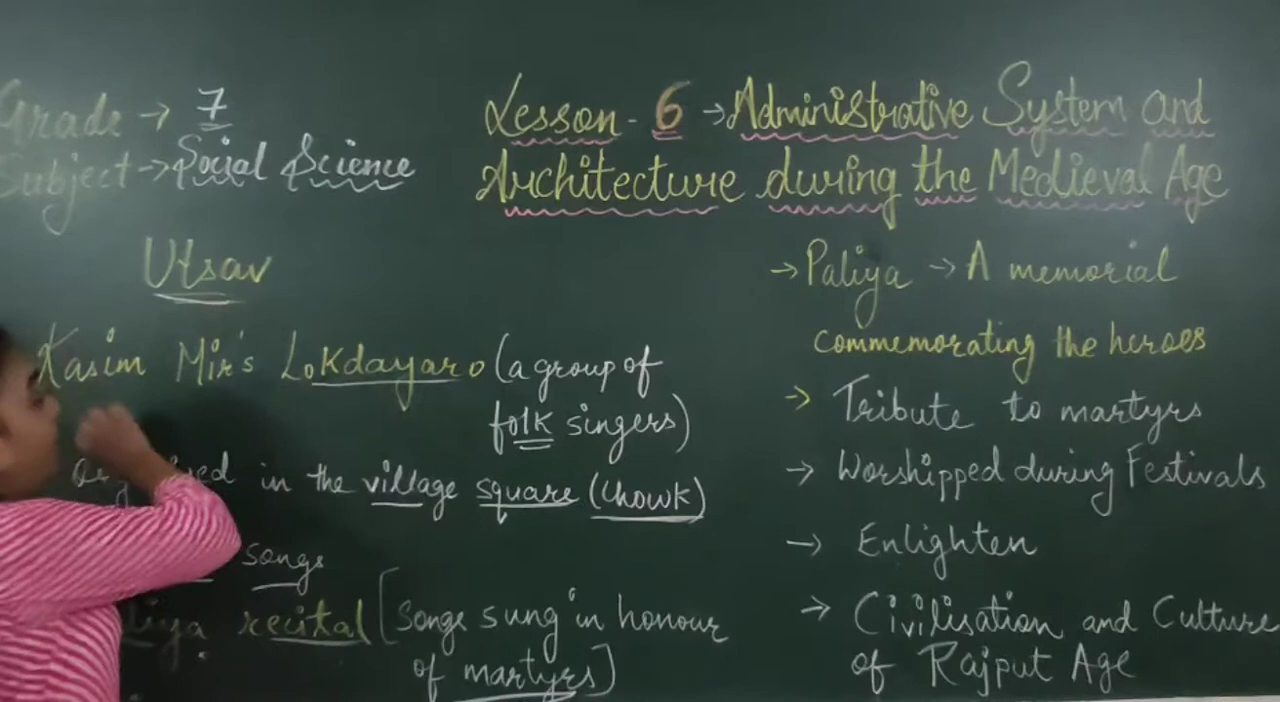 Grade → 7
Subject → Social Science
Lesson - 6 → Administrative System and
Architecture during the Medieval Age
Utsav
Kasim Mir's Lokdayaro (a group of
folk singers)
in the village square (Chowk)
songs
recital [Songs sung in honour
of martyrs]
→ Paliya → A memorial
commemorating the heroes
→ Tribute to martyrs
→ Worshipped during Festivals
→ Enlighten
→ Civilisation and Culture
of Rajput Age